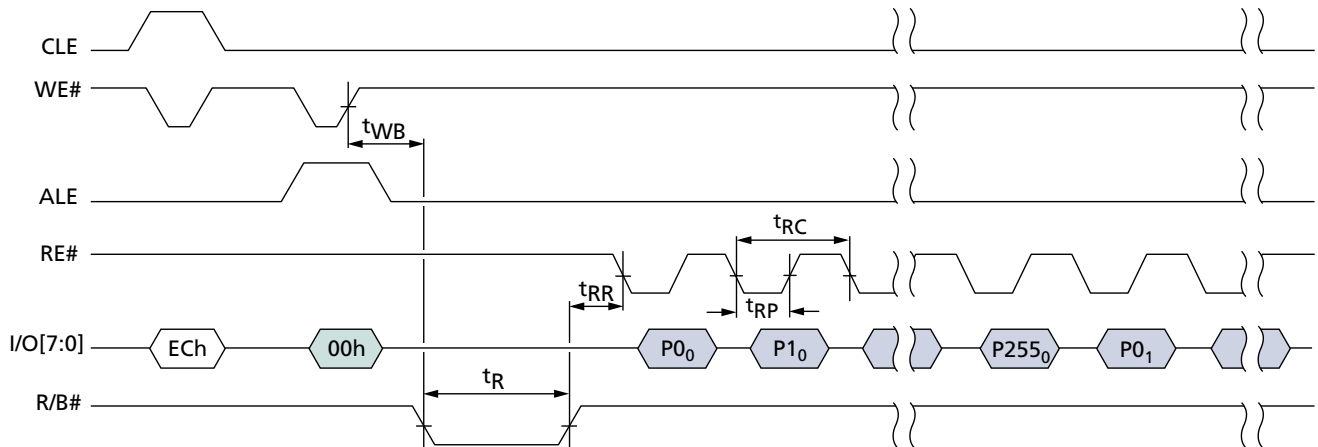 CLE
WE#
tWB
ALE
tRC
RE#
tRR
tRP
I/O[7:0] ECh 00h P0₀ P1₀ P255₀ P0₁
tR
R/B#